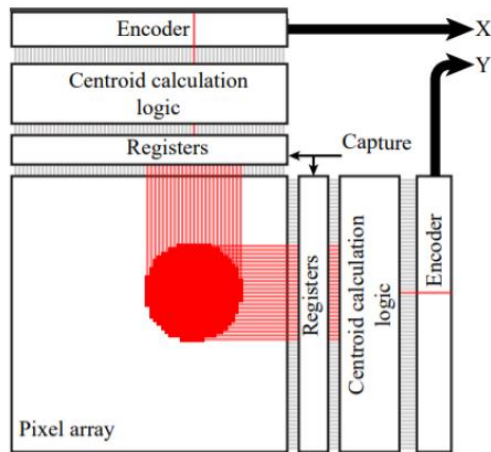 Encoder
X
Y
Centroid calculation
logic
Registers
Capture
Registers
Centroid calculation
logic
Encoder
Pixel array